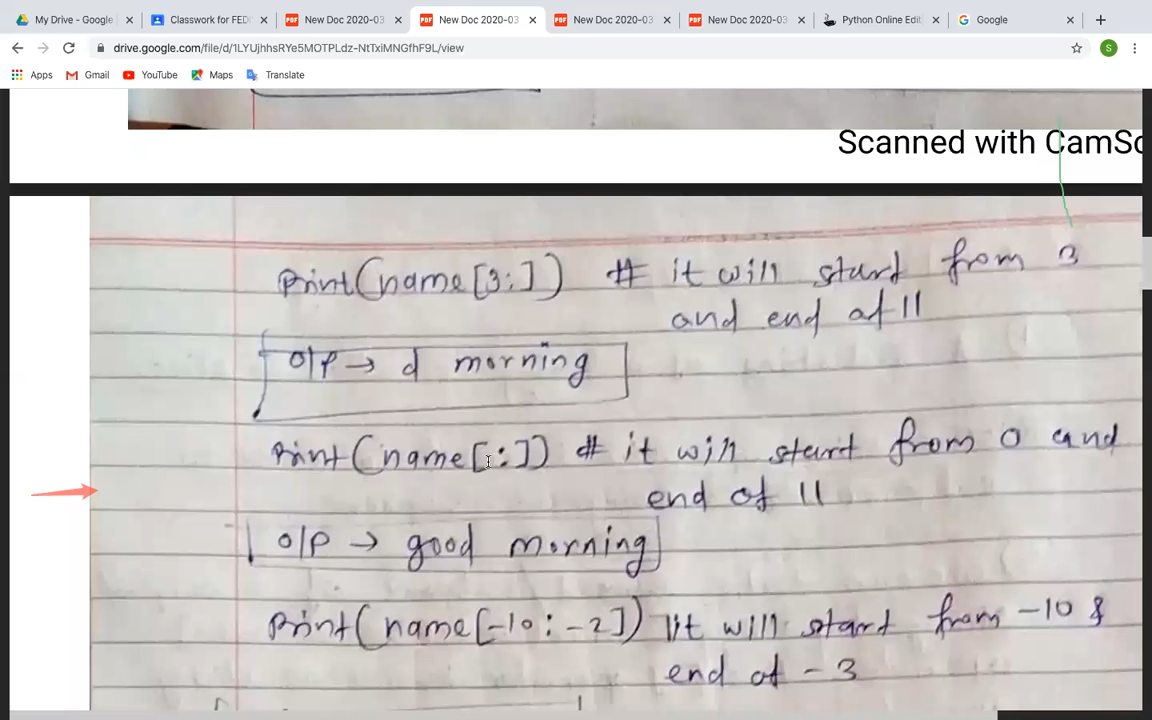 My Drive - Google
Classwork for FED
New Doc 2020-03
New Doc 2020-03
New Doc 2020-03
New Doc 2020-03
Python Online Edit
Google
drive.google.com/file/d/1LYUjhhsRYe5MOTPLdz-NtTxiMNGfhF9L/view
S
Apps
Gmail
YouTube
Maps
Translate
Scanned with CamSc
print(name[3:]) # it will start from 3
and end at 11
o/p → d morning
print(name[:]) # it will start from 0 and
end of 11
o/p → good morning
print(name[-10:-2]) it will start from -10 &
end of -3